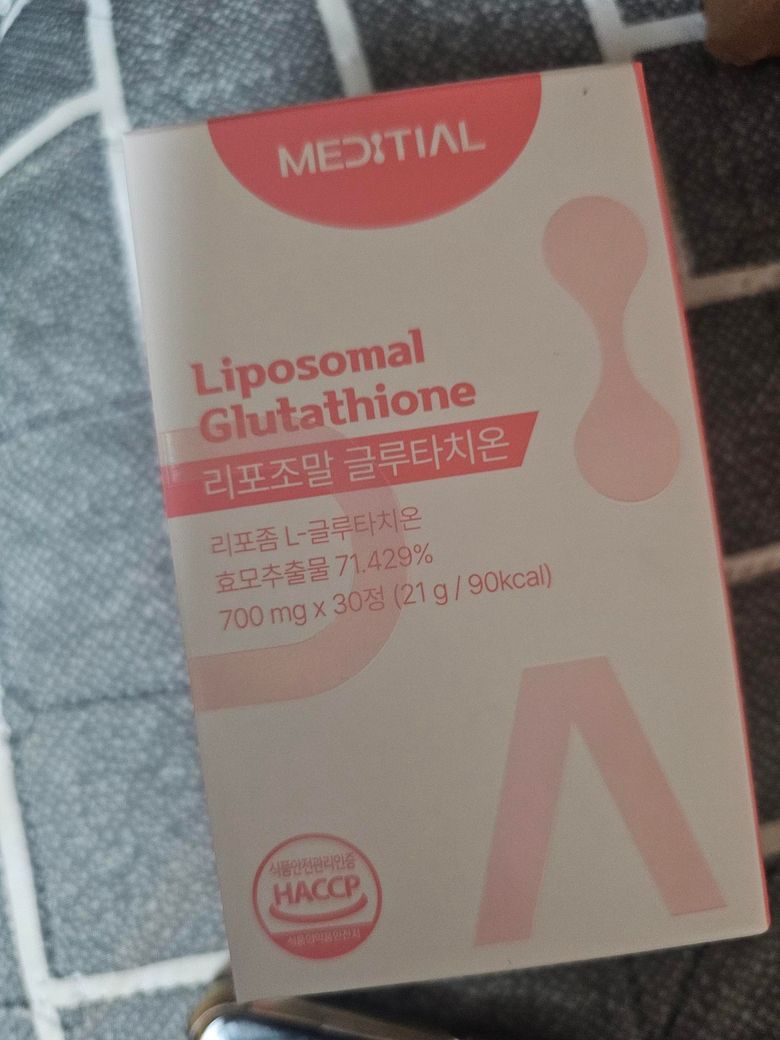 MEDITIAL
Liposomal
Glutathione
리포조말 글루타치온
리포좀 L-글루타치온
효모추출물 71.429%
700 mg x 30정 (21 g / 90kcal)
식품안전관리인증
HACCP
식품의약품안전처